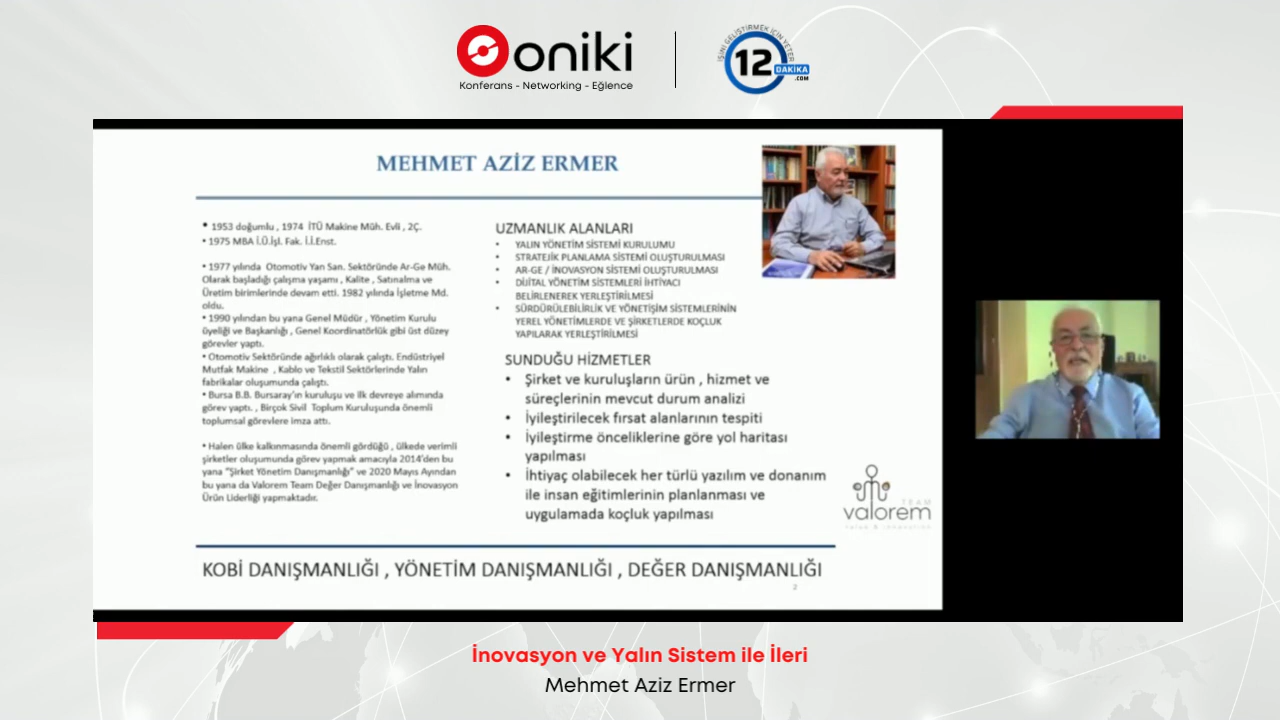 oniki
Konferans - Networking - Eğlence
İŞİNİ GELİŞTİRMEK İÇİN YETER
12
DAKİKA
.COM
MEHMET AZİZ ERMER
• 1953 doğumlu , 1974 İTÜ Makine Müh. Evli , 2Ç.
• 1975 MBA İ.Ü.İşl. Fak. İ.İ.Enst.
• 1977 yılında Otomotiv Yan San. Sektöründe Ar-Ge Müh.
Olarak başladığı çalışma yaşamı , Kalite , Satınalma ve
Üretim birimlerinde devam etti. 1982 yılında İşletme Md.
oldu.
• 1990 yılından bu yana Genel Müdür , Yönetim Kurulu
üyeliği ve Başkanlığı , Genel Koordinatörlük gibi üst düzey
görevler yaptı.
• Otomotiv Sektöründe ağırlıklı olarak çalıştı. Endüstriyel
Mutfak Makine , Kablo ve Tekstil Sektörlerinde Yalın
fabrikalar oluşumunda çalıştı.
• Bursa B.B. Bursaray'ın kuruluşu ve ilk devreye alımında
görev yaptı. , Birçok Sivil Toplum Kuruluşunda önemli
toplumsal görevlere imza attı.
• Halen ülke kalkınmasında önemli gördüğü , ülkede verimli
şirketler oluşumunda görev yapmak amacıyla 2014'den bu
yana "Şirket Yönetim Danışmanlığı" ve 2020 Mayıs Ayından
bu yana da Valorem Team Değer Danışmanlığı ve İnovasyon
Ürün Liderliği yapmaktadır.
UZMANLIK ALANLARI
• YALIN YÖNETİM SİSTEMİ KURULUMU
• STRATEJİK PLANLAMA SİSTEMİ OLUŞTURULMASI
• AR-GE / İNOVASYON SİSTEMİ OLUŞTURULMASI
• DİJİTAL YÖNETİM SİSTEMLERİ İHTİYACI
BELİRLENEREK YERLEŞTİRİLMESİ
• SÜRDÜRÜLEBİLİRLİK VE YÖNETİŞİM SİSTEMLERİNİN
YEREL YÖNETİMLERDE VE ŞİRKETLERDE KOÇLUK
YAPILARAK YERLEŞTİRİLMESİ
SUNDUĞU HİZMETLER
• Şirket ve kuruluşların ürün , hizmet ve
süreçlerinin mevcut durum analizi
• İyileştirilecek fırsat alanlarının tespiti
• İyileştirme önceliklerine göre yol haritası
yapılması
• İhtiyaç olabilecek her türlü yazılım ve donanım
ile insan eğitimlerinin planlanması ve
uygulamada koçluk yapılması
TEAM
valorem
KOBİ DANIŞMANLIĞI , YÖNETİM DANIŞMANLIĞI , DEĞER DANIŞMANLIĞI
2
İnovasyon ve Yalın Sistem ile İleri
Mehmet Aziz Ermer